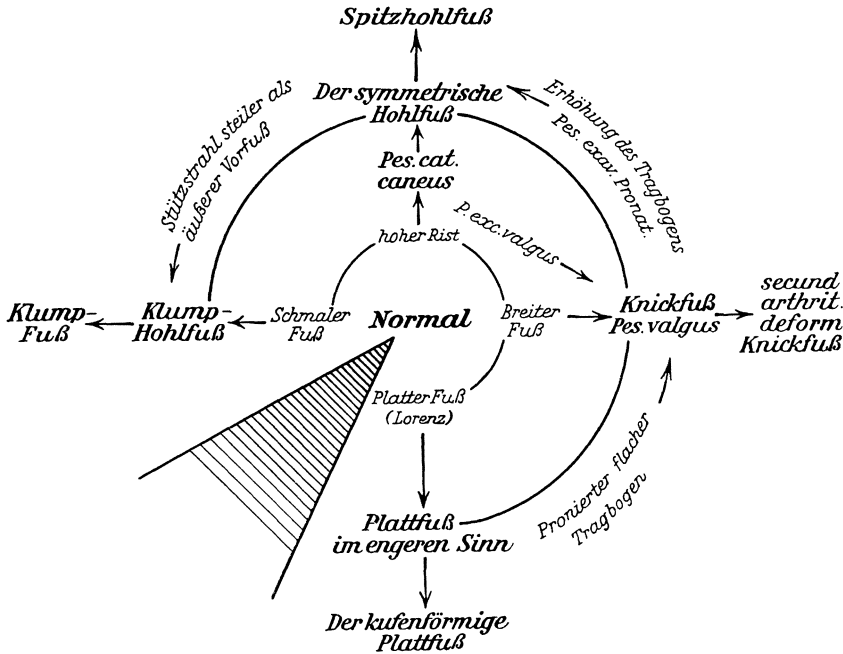 Spitzhohlfuß
Der symmetrische
Hohlfuß
Stützstrahl steiler als
äußerer Vorfuß
Erhöhung des Tragbogens
Pes. exav. Pronat.
Pes. cat.
caneus
P. exc. valgus
hoher Rist
Klump-
Fuß
Klump-
Hohlfuß
Schmaler
Fuß
Normal
Breiter
Fuß
Knickfuß
Pes. valgus
secund
arthrit.
deform
Knickfuß
Platter Fuß
(Lorenz)
Pronierter flacher
Tragbogen
Plattfuß
im engeren Sinn
Der kufenförmige
Plattfuß